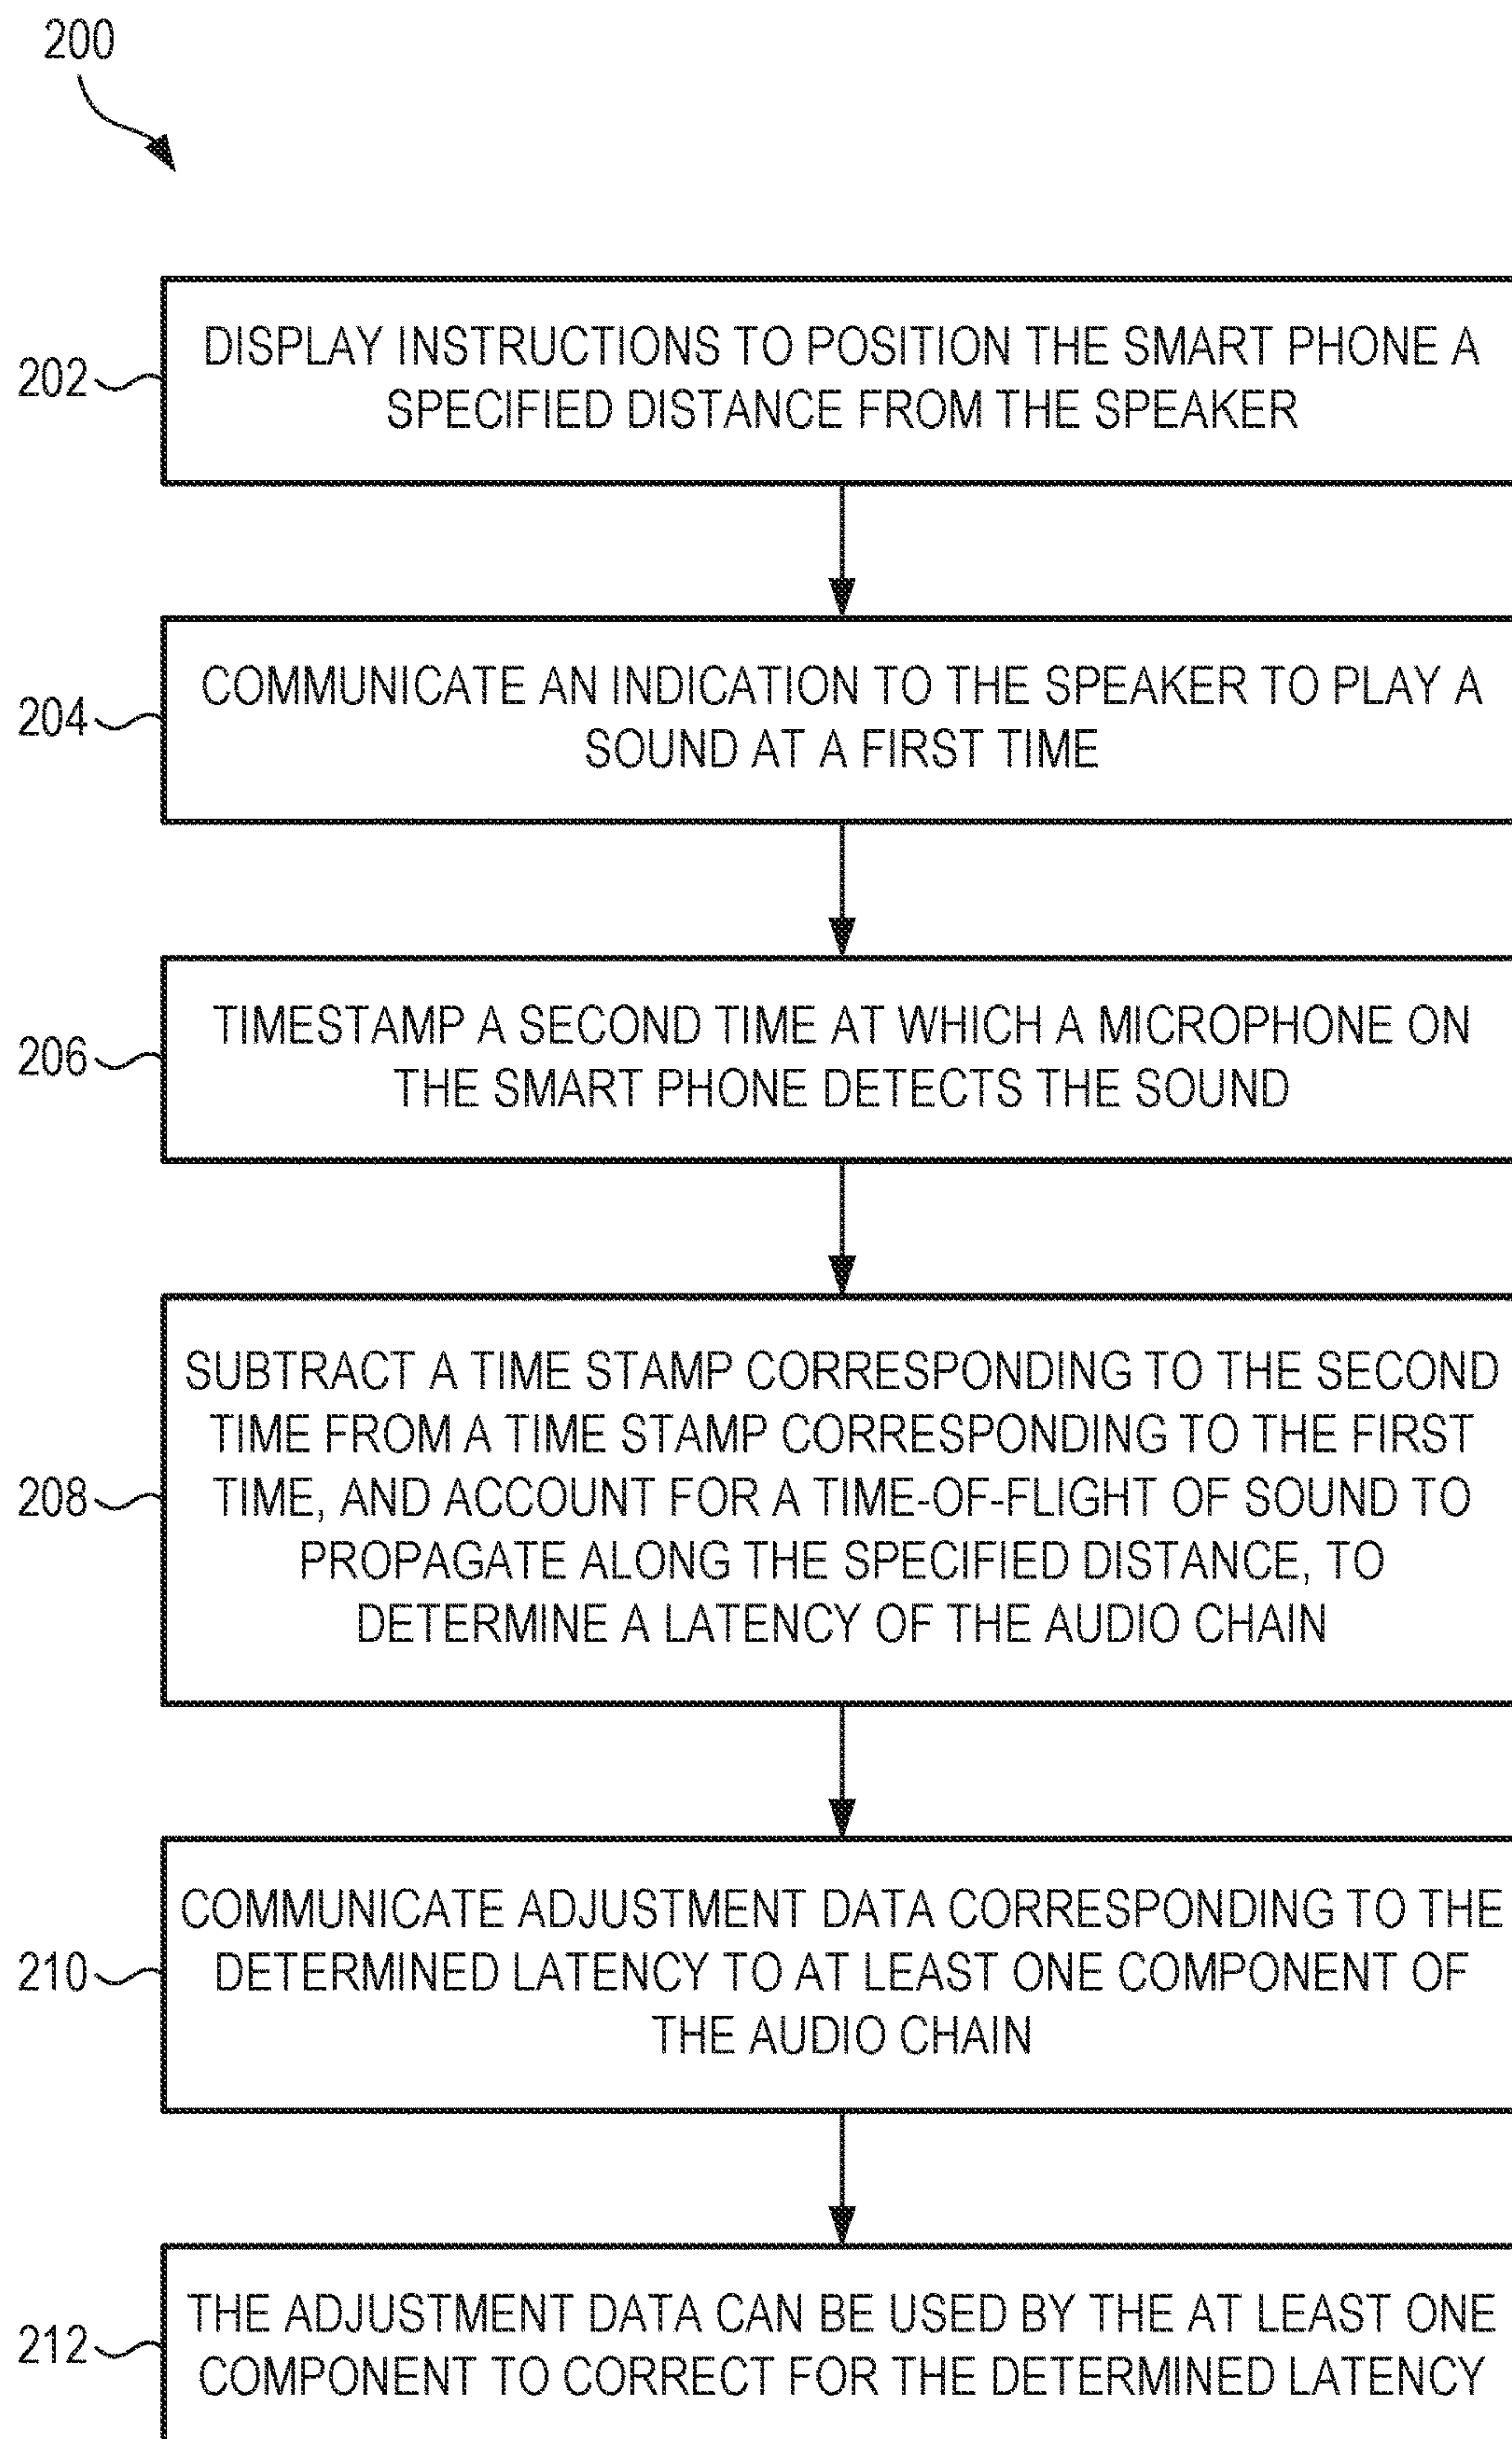 200
202
DISPLAY INSTRUCTIONS TO POSITION THE SMART PHONE A
SPECIFIED DISTANCE FROM THE SPEAKER
204
COMMUNICATE AN INDICATION TO THE SPEAKER TO PLAY A
SOUND AT A FIRST TIME
206
TIMESTAMP A SECOND TIME AT WHICH A MICROPHONE ON
THE SMART PHONE DETECTS THE SOUND
208
SUBTRACT A TIME STAMP CORRESPONDING TO THE SECOND
TIME FROM A TIME STAMP CORRESPONDING TO THE FIRST
TIME, AND ACCOUNT FOR A TIME-OF-FLIGHT OF SOUND TO
PROPAGATE ALONG THE SPECIFIED DISTANCE, TO
DETERMINE A LATENCY OF THE AUDIO CHAIN
210
COMMUNICATE ADJUSTMENT DATA CORRESPONDING TO THE
DETERMINED LATENCY TO AT LEAST ONE COMPONENT OF
THE AUDIO CHAIN
212
THE ADJUSTMENT DATA CAN BE USED BY THE AT LEAST ONE
COMPONENT TO CORRECT FOR THE DETERMINED LATENCY